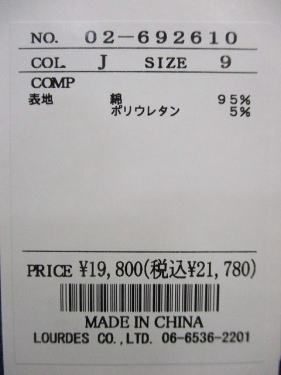 NO. 02-692610
COL. J SIZE 9
COMP
表地 綿 95%
ポリウレタン 5%
PRICE ¥19,800(税込¥21,780)
MADE IN CHINA
LOURDES CO.,LTD. 06-6536-2201